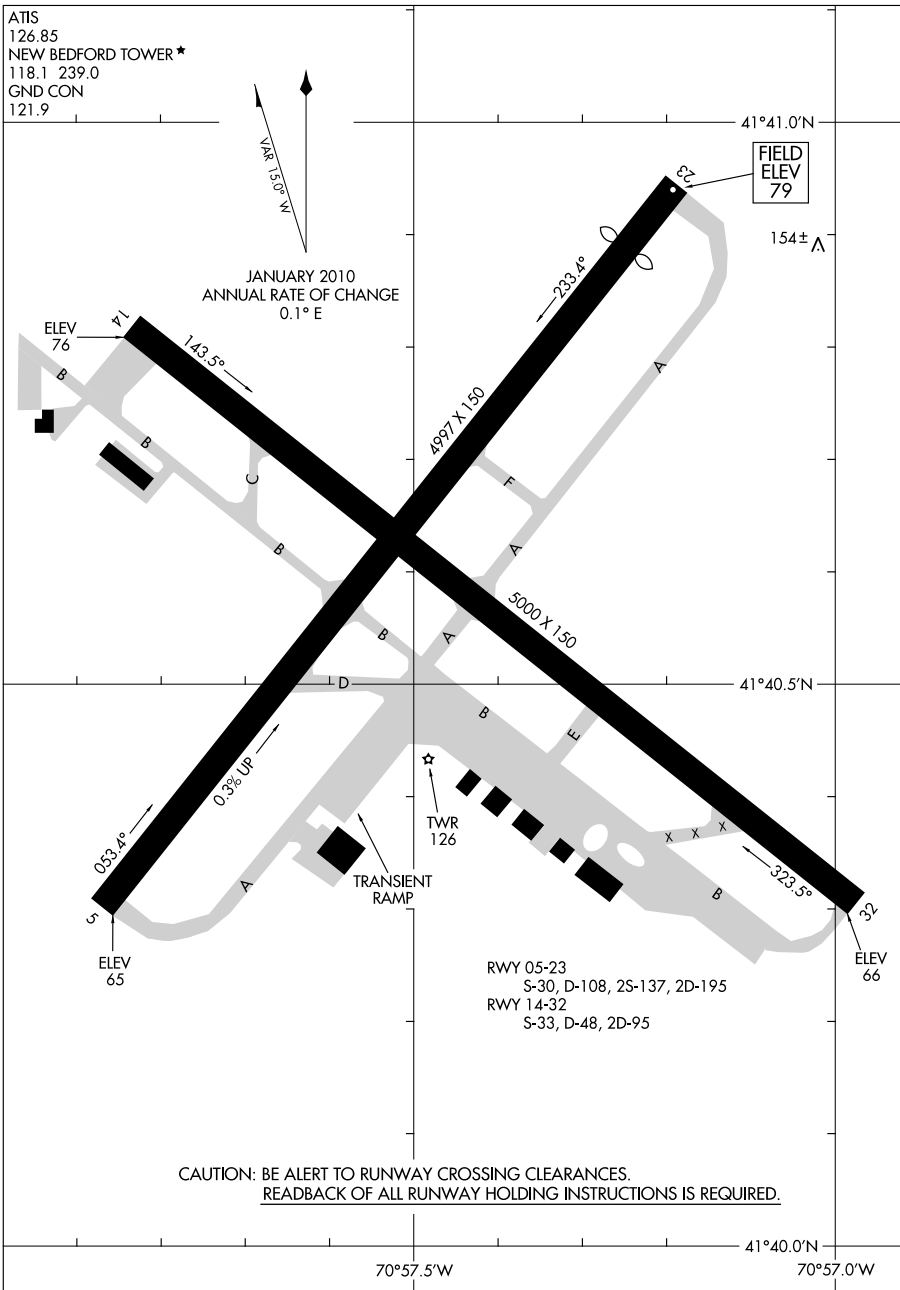 ATIS
126.85
NEW BEDFORD TOWER ★
118.1 239.0
GND CON
121.9
VAR 15.0° W
JANUARY 2010
ANNUAL RATE OF CHANGE
0.1° E
41°41.0'N
FIELD
ELEV
79
23
154±
233.4°
14
ELEV
76
143.5°
B
A
4997 X 150
B
C
F
B
A
5000 X 150
B
A
D
41°40.5'N
B
E
0.3% UP
TWR
126
X X X
053.4°
323.5°
TRANSIENT
RAMP
A
B
5
32
ELEV
65
ELEV
66
RWY 05-23
S-30, D-108, 2S-137, 2D-195
RWY 14-32
S-33, D-48, 2D-95
CAUTION: BE ALERT TO RUNWAY CROSSING CLEARANCES.
READBACK OF ALL RUNWAY HOLDING INSTRUCTIONS IS REQUIRED.
41°40.0'N
70°57.5'W
70°57.0'W